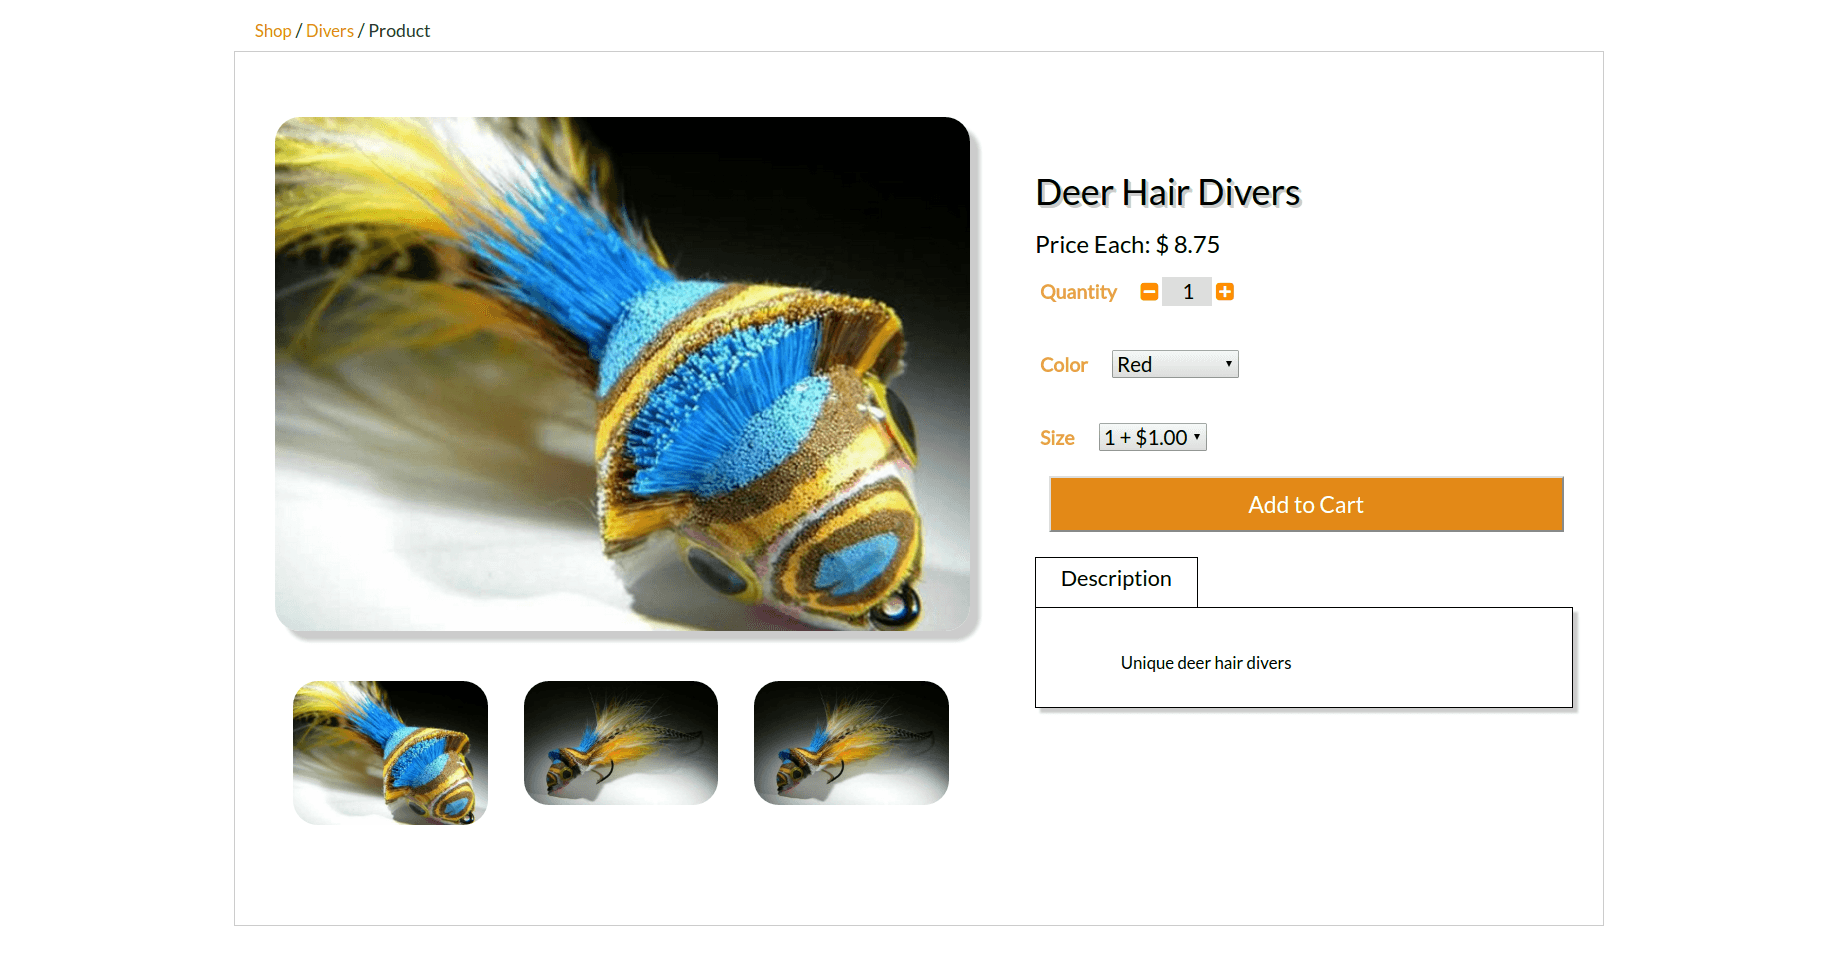 Shop / Divers / Product
Deer Hair Divers
Price Each: $ 8.75
Quantity 1
Color Red
Size 1 + $1.00
Add to Cart
Description
Unique deer hair divers